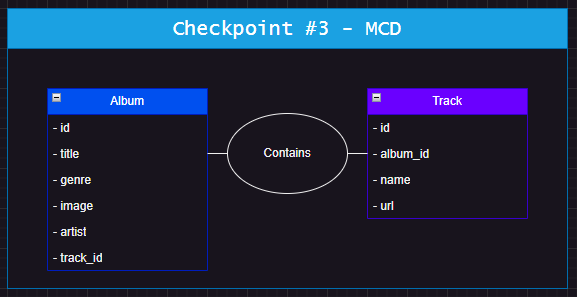 Checkpoint #3 - MCD
Album
- id
- title
- genre
- image
- artist
- track_id
Contains
Track
- id
- album_id
- name
- url